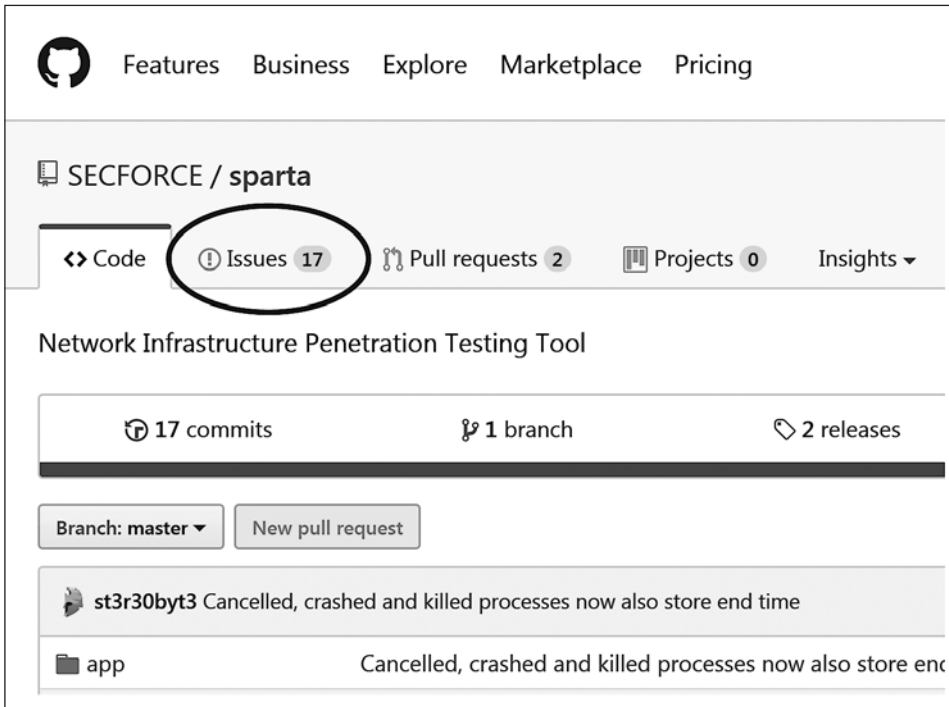 Features Business Explore Marketplace Pricing
SECFORCE / sparta
Code Issues 17 Pull requests 2 Projects 0 Insights
Network Infrastructure Penetration Testing Tool
17 commits 1 branch 2 releases
Branch: master New pull request
st3r30byt3 Cancelled, crashed and killed processes now also store end time
app Cancelled, crashed and killed processes now also store end